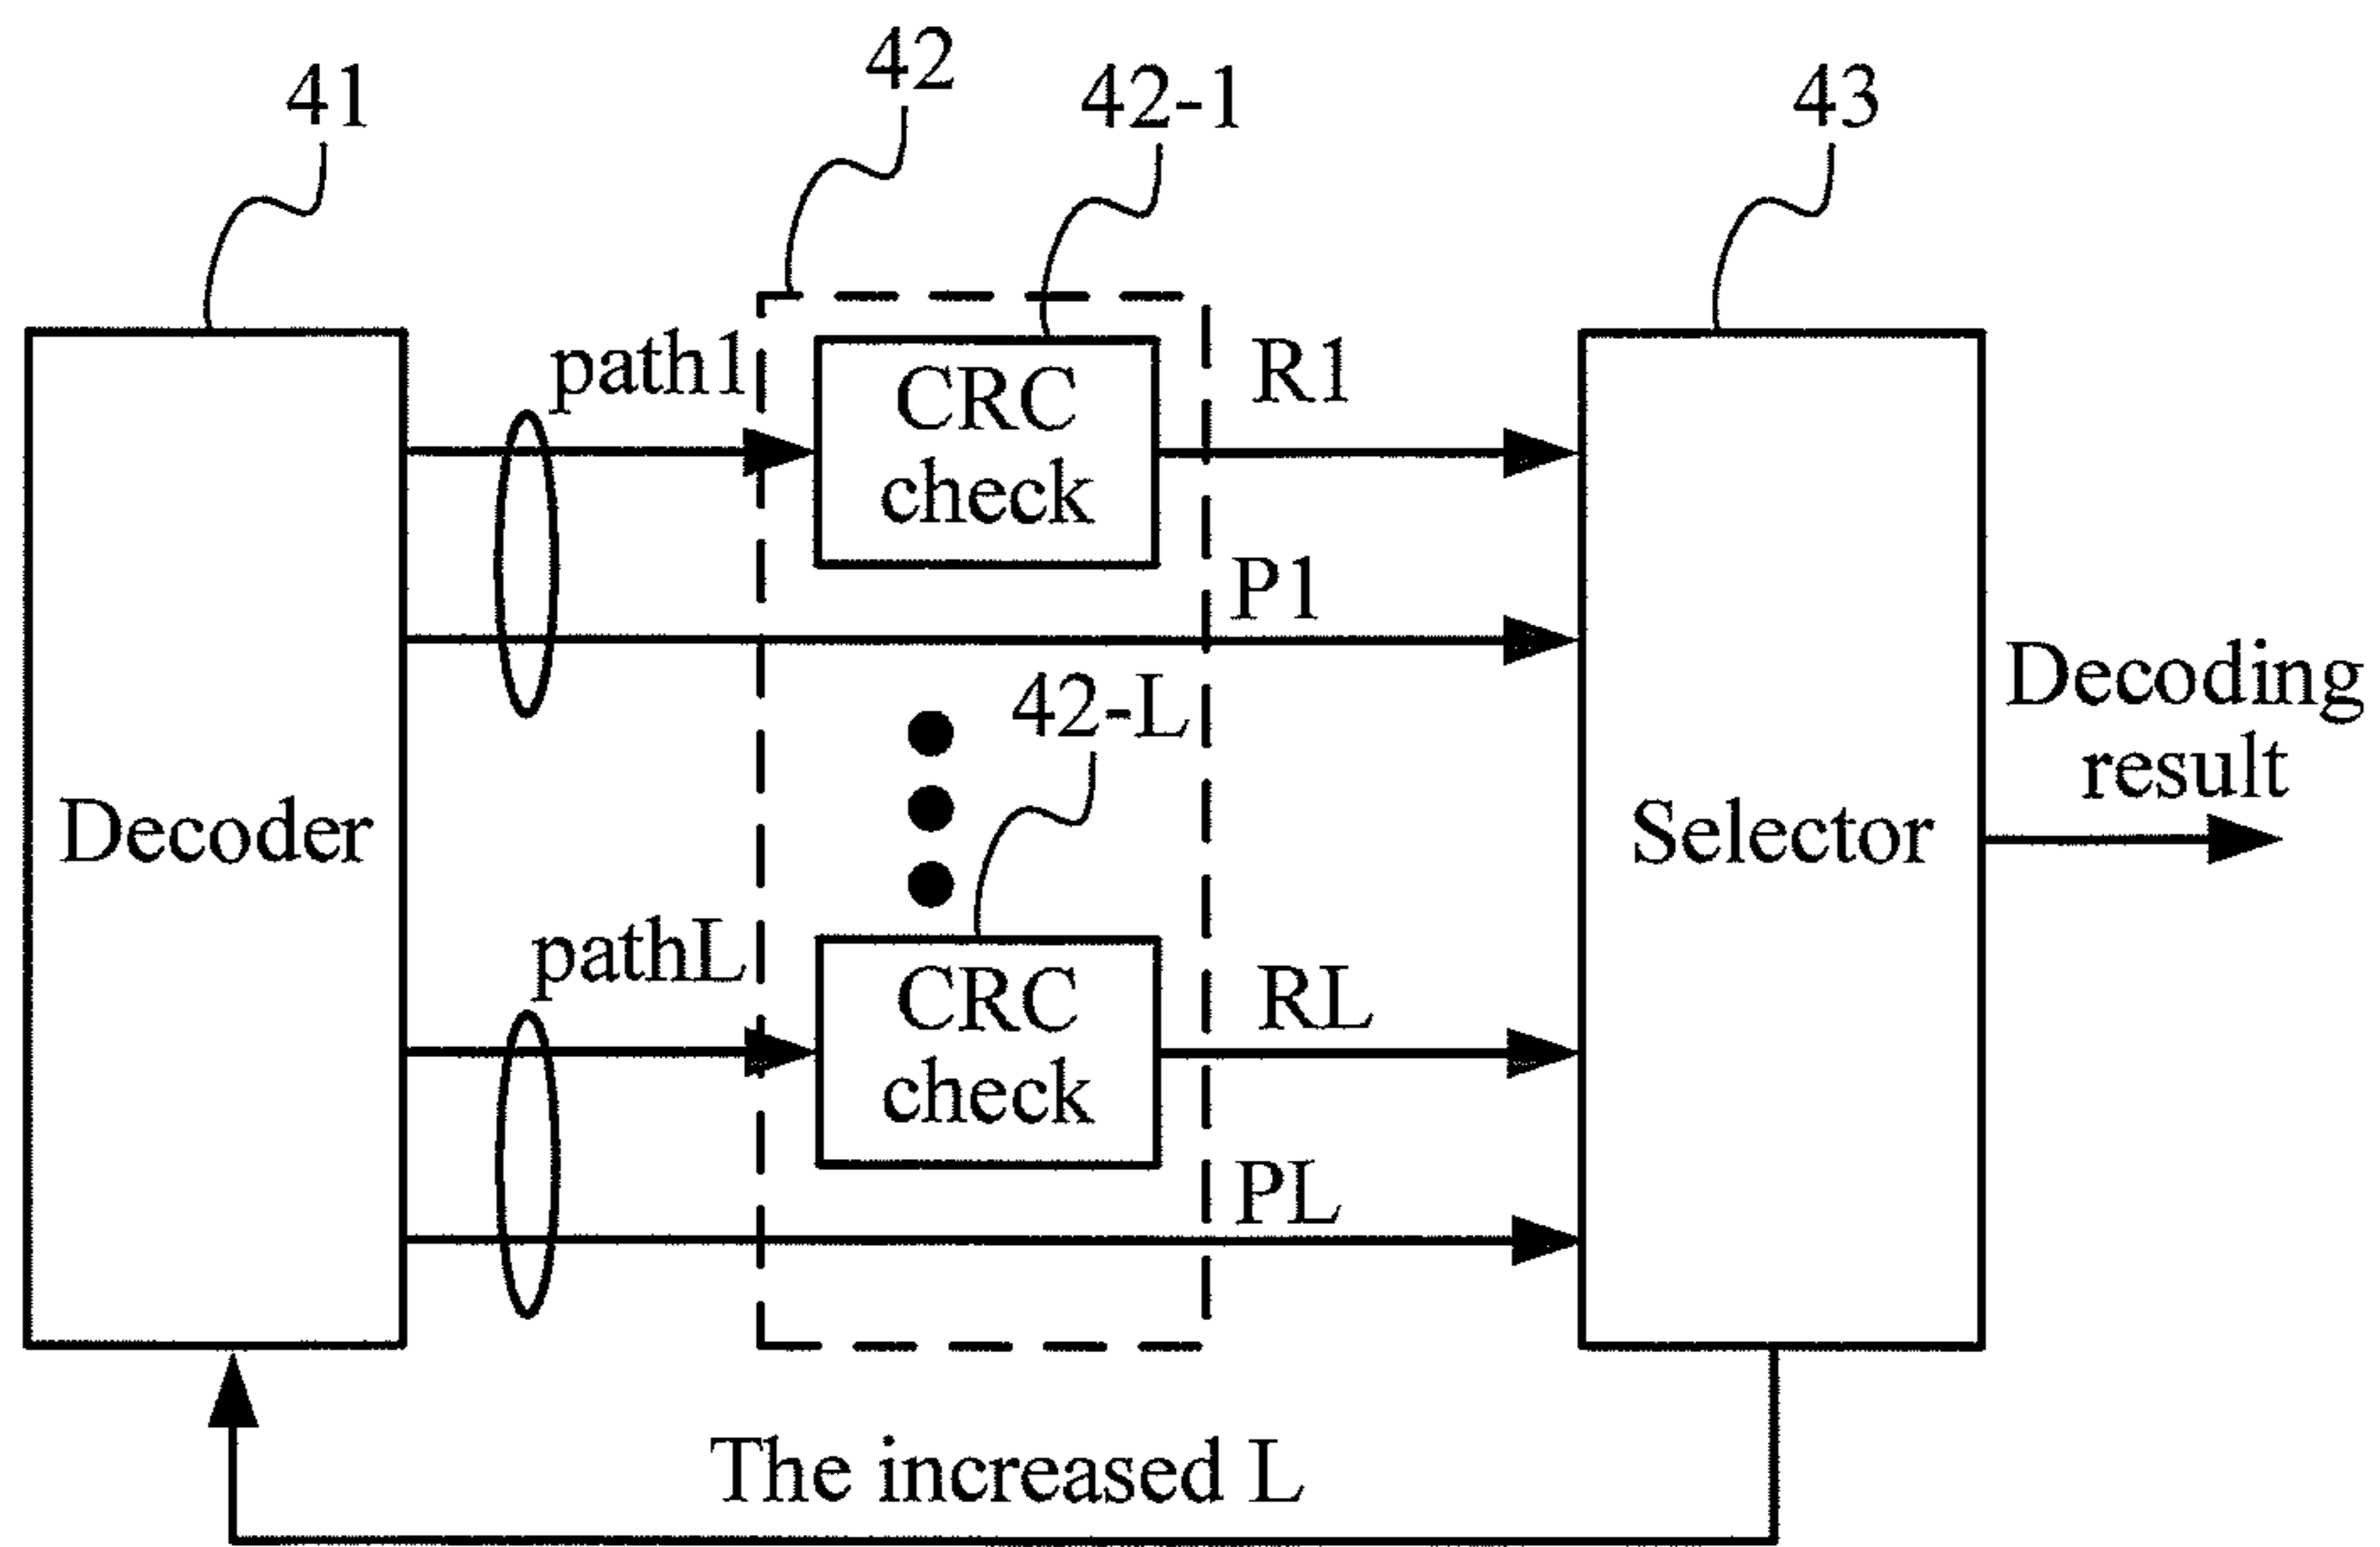 42
41
42-1
43
path1
CRC
check
R1
P1
42-L
Decoding
result
Decoder
Selector
pathL
CRC
check
RL
PL
The increased L